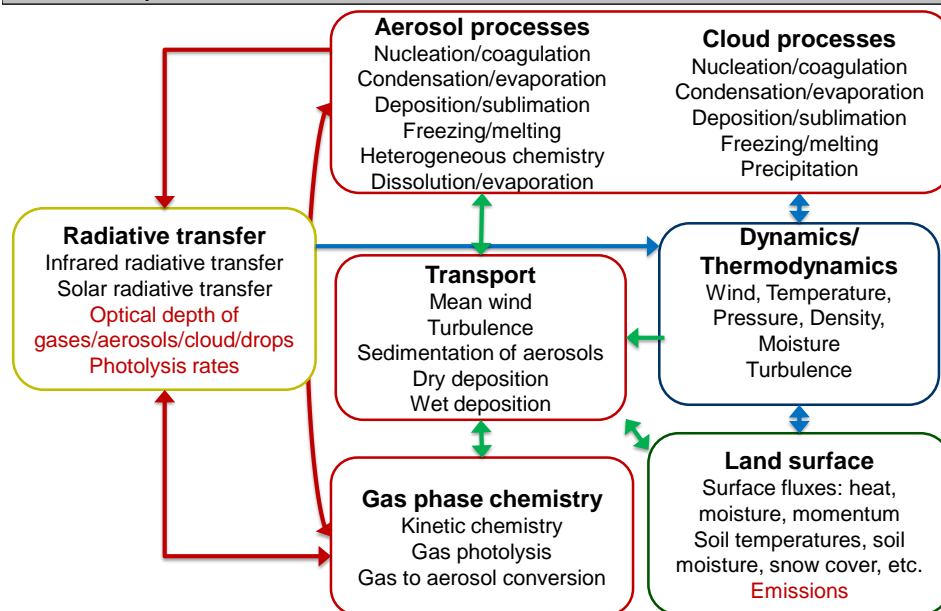 Aerosol processes
Nucleation/coagulation
Condensation/evaporation
Deposition/sublimation
Freezing/melting
Heterogeneous chemistry
Dissolution/evaporation
Cloud processes
Nucleation/coagulation
Condensation/evaporation
Deposition/sublimation
Freezing/melting
Precipitation
Radiative transfer
Infrared radiative transfer
Solar radiative transfer
Optical depth of
gases/aerosols/cloud/drops
Photolysis rates
Transport
Mean wind
Turbulence
Sedimentation of aerosols
Dry deposition
Wet deposition
Dynamics/
Thermodynamics
Wind, Temperature,
Pressure, Density,
Moisture
Turbulence
Gas phase chemistry
Kinetic chemistry
Gas photolysis
Gas to aerosol conversion
Land surface
Surface fluxes: heat,
moisture, momentum
Soil temperatures, soil
moisture, snow cover, etc.
Emissions